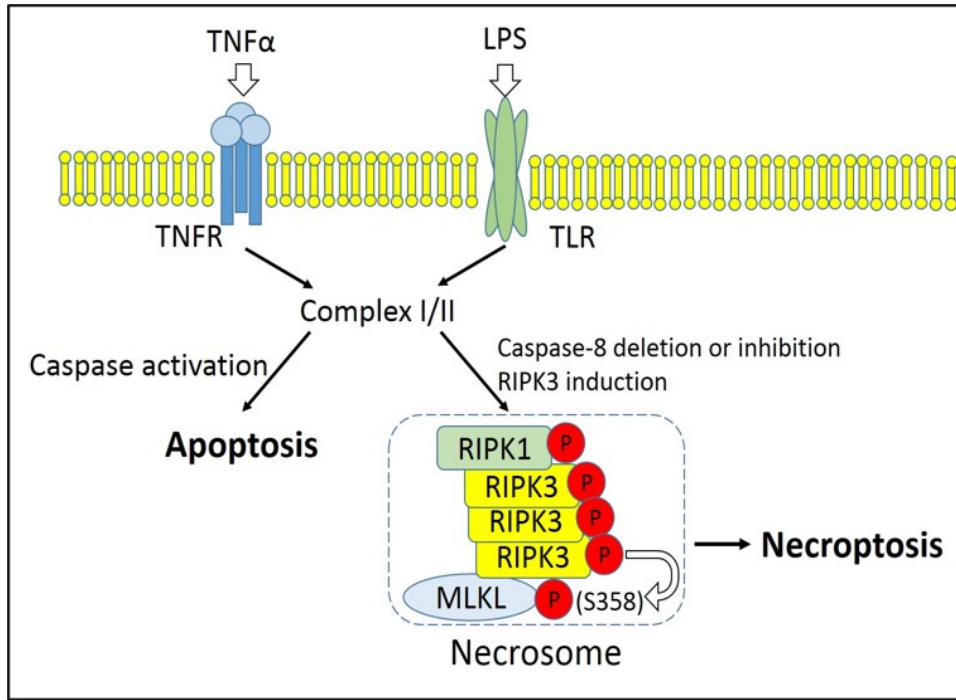 TNFα
LPS
TNFR
TLR
Complex I/II
Caspase activation
Caspase-8 deletion or inhibition
RIPK3 induction
Apoptosis
RIPK1
P
RIPK3
P
RIPK3
P
RIPK3
P
Necroptosis
MLKL
P
(S358)
Necrosome